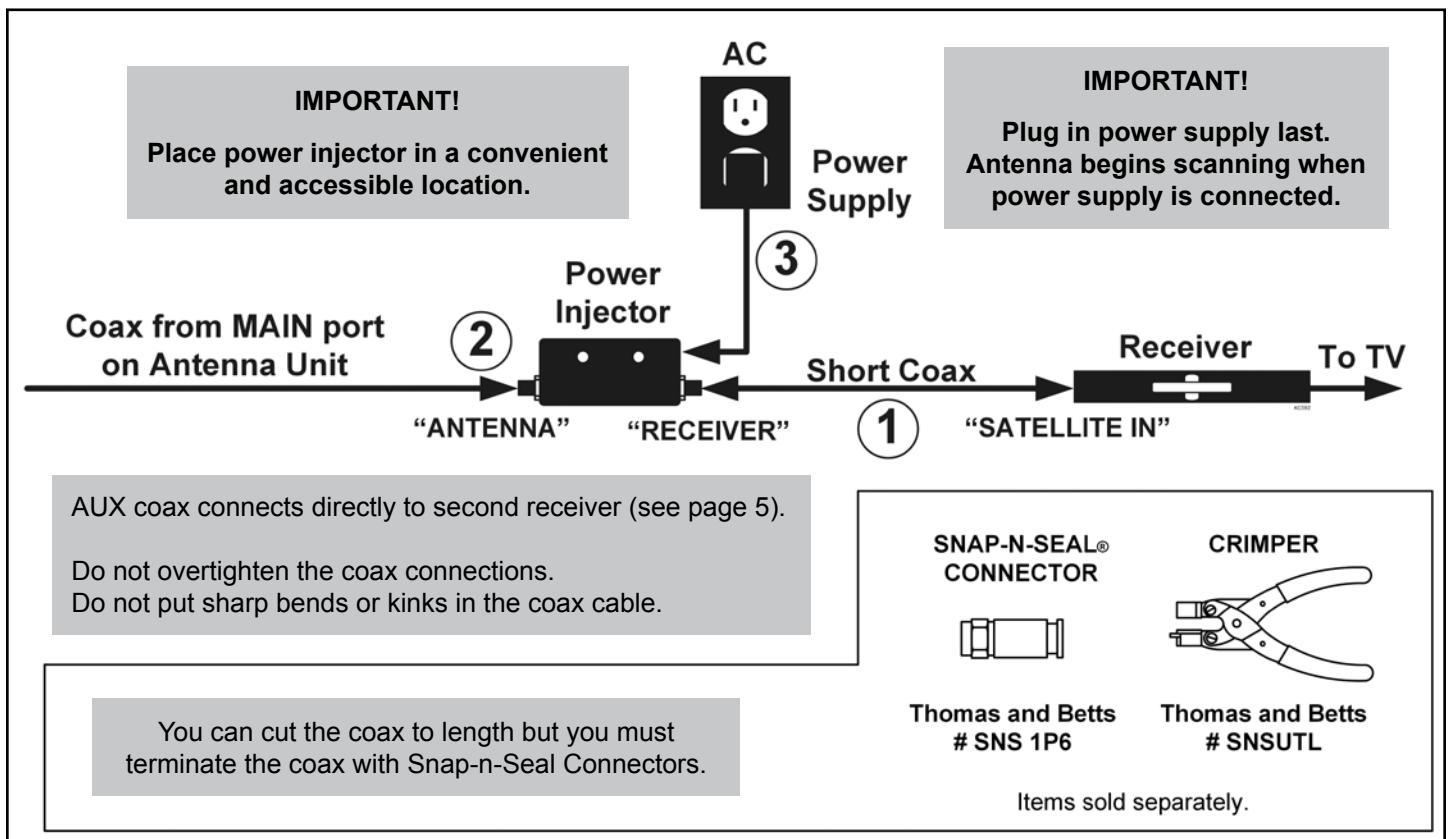 AC
IMPORTANT!
Place power injector in a convenient
and accessible location.
IMPORTANT!
Plug in power supply last.
Antenna begins scanning when
power supply is connected.
Power
Supply
3
Power
Injector
Coax from MAIN port
on Antenna Unit
2
Short Coax
Receiver
To TV
"ANTENNA"
"RECEIVER"
1
"SATELLITE IN"
AUX coax connects directly to second receiver (see page 5).
Do not overtighten the coax connections.
Do not put sharp bends or kinks in the coax cable.
SNAP-N-SEAL®
CONNECTOR
CRIMPER
Thomas and Betts
# SNS 1P6
Thomas and Betts
# SNSUTL
You can cut the coax to length but you must
terminate the coax with Snap-n-Seal Connectors.
Items sold separately.